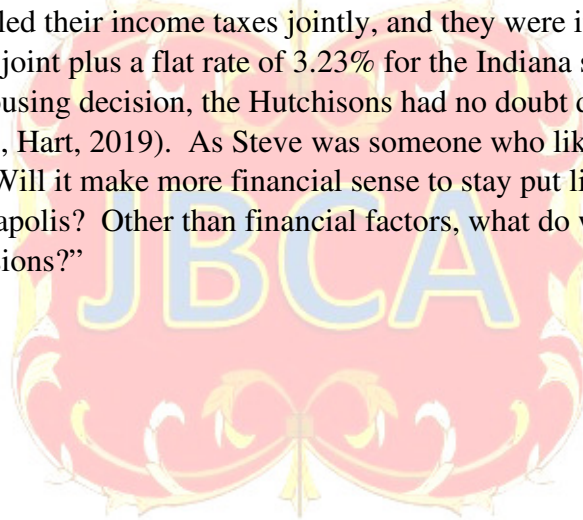 led their income taxes jointly, and they were i
joint plus a flat rate of 3.23% for the Indiana s
ousing decision, the Hutchisons had no doubt c
, Hart, 2019). As Steve was someone who lik
Will it make more financial sense to stay put li
apolis? Other than financial factors, what do v
ions?”
JBCA